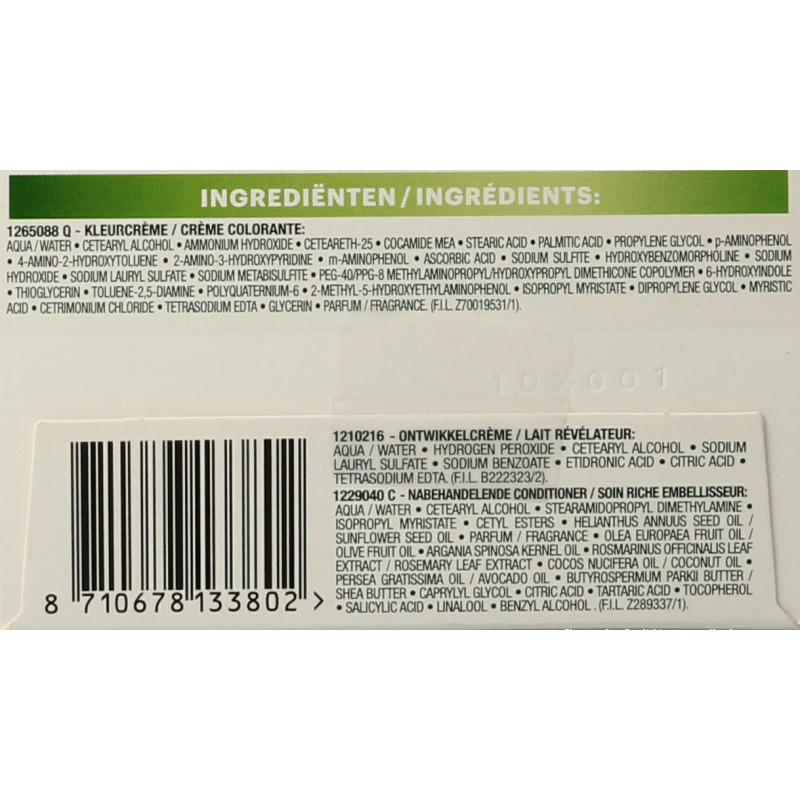 INGREDIËNTEN / INGRÉDIENTS:
1265088 Q - KLEURCRÈME / CRÈME COLORANTE:
AQUA / WATER • CETEARYL ALCOHOL • AMMONIUM HYDROXIDE • CETEARETH-25 • COCAMIDE MEA • STEARIC ACID • PALMITIC ACID • PROPYLENE GLYCOL • p-AMINOPHENOL
• 4-AMINO-2-HYDROXYTOLUENE • 2-AMINO-3-HYDROXYPYRIDINE • m-AMINOPHENOL • ASCORBIC ACID • SODIUM SULFITE • HYDROXYBENZOMORPHOLINE • SODIUM
HYDROXIDE • SODIUM LAURYL SULFATE • SODIUM METABISULFITE • PEG-40/PPG-8 METHYLAMINOPROPYL/HYDROXYPROPYL DIMETHICONE COPOLYMER • 6-HYDROXYINDOLE
• THIOGLYCERIN • TOLUENE-2,5-DIAMINE • POLYQUATERNIUM-6 • 2-METHYL-5-HYDROXYETHYLAMINOPHENOL • ISOPROPYL MYRISTATE • DIPROPYLENE GLYCOL • MYRISTIC
ACID • CETRIMONIUM CHLORIDE • TETRASODIUM EDTA • GLYCERIN • PARFUM / FRAGRANCE. (F.I.L. Z70019531/1).
10X001
1210216 - ONTWIKKELCRÈME / LAIT RÉVÉLATEUR:
AQUA / WATER • HYDROGEN PEROXIDE • CETEARYL ALCOHOL • SODIUM
LAURYL SULFATE • SODIUM BENZOATE • ETIDRONIC ACID • CITRIC ACID •
TETRASODIUM EDTA. (F.I.L. B222323/2).
1229040 C - NABEHANDELENDE CONDITIONER / SOIN RICHE EMBELLISSEUR:
AQUA / WATER • CETEARYL ALCOHOL • STEARAMIDOPROPYL DIMETHYLAMINE •
ISOPROPYL MYRISTATE • CETYL ESTERS • HELIANTHUS ANNUUS SEED OIL /
SUNFLOWER SEED OIL • PARFUM / FRAGRANCE • OLEA EUROPAEA FRUIT OIL /
OLIVE FRUIT OIL • ARGANIA SPINOSA KERNEL OIL • ROSMARINUS OFFICINALIS LEAF
EXTRACT / ROSEMARY LEAF EXTRACT • COCOS NUCIFERA OIL / COCONUT OIL •
PERSEA GRATISSIMA OIL / AVOCADO OIL • BUTYROSPERMUM PARKII BUTTER /
SHEA BUTTER • CAPRYLYL GLYCOL • CITRIC ACID • TARTARIC ACID • TOCOPHEROL
• SALICYLIC ACID • LINALOOL • BENZYL ALCOHOL . (F.I.L. Z289337/1).
8 710678 133802 >